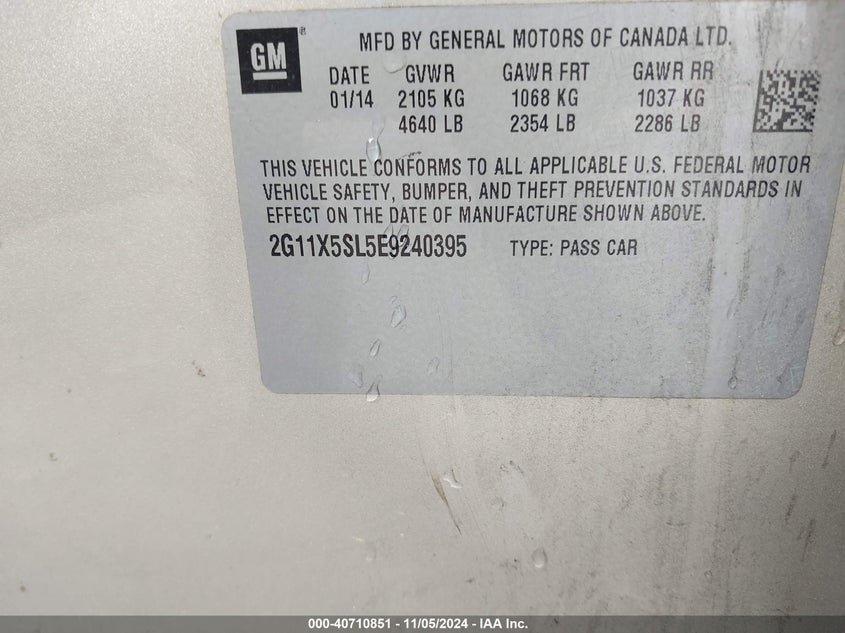 GM
MFD BY GENERAL MOTORS OF CANADA LTD.
DATE GVWR GAWR FRT GAWR RR
01/14 2105 KG 1068 KG 1037 KG
4640 LB 2354 LB 2286 LB
THIS VEHICLE CONFORMS TO ALL APPLICABLE U.S. FEDERAL MOTOR
VEHICLE SAFETY, BUMPER, AND THEFT PREVENTION STANDARDS IN
EFFECT ON THE DATE OF MANUFACTURE SHOWN ABOVE.
2G11X5SL5E9240395 TYPE: PASS CAR
000-40710851 - 11/05/2024 - IAA Inc.